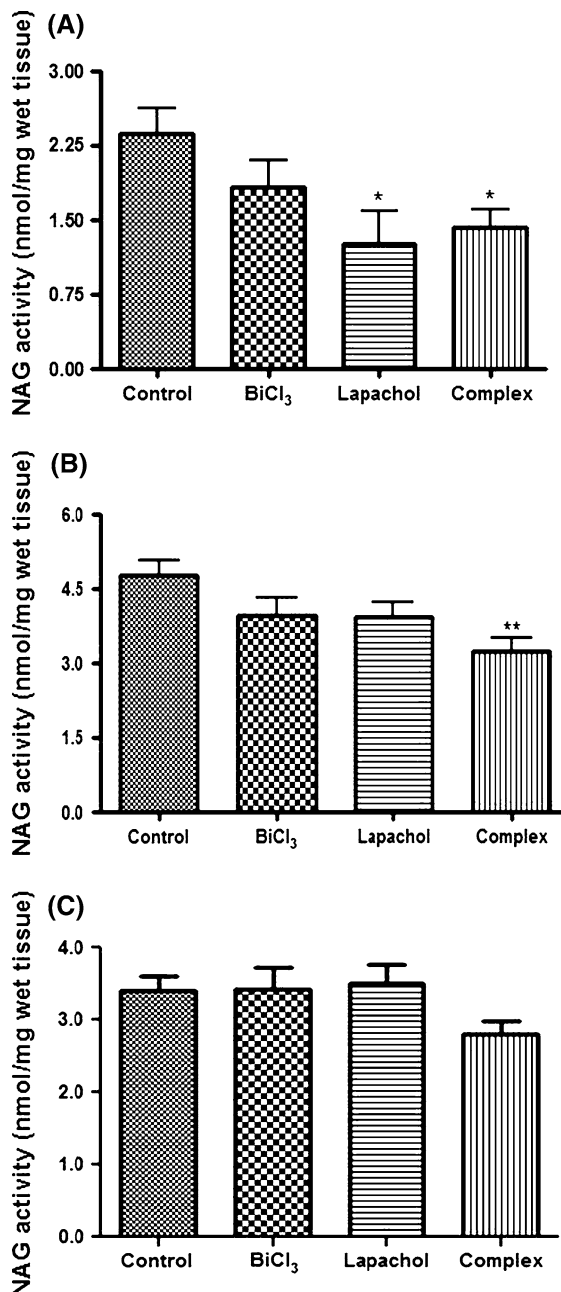 (A)
NAG activity (nmol/mg wet tissue)
3.00
2.25
1.50
0.75
0.00
*
*
Control BiCl₃ Lapachol Complex
(B)
NAG activity (nmol/mg wet tissue)
6.0
4.5
3.0
1.5
0.0
**
Control BiCl₃ Lapachol Complex
(C)
NAG activity (nmol/mg wet tissue)
4.0
3.0
2.0
1.0
0.0
Control BiCl₃ Lapachol Complex